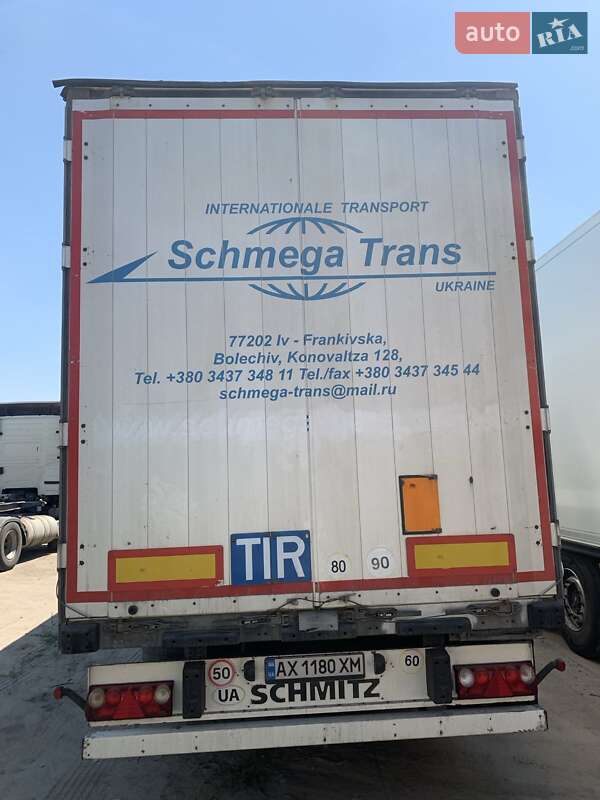 auto RIA .com
INTERNATIONALE TRANSPORT
Schmega Trans
UKRAINE
77202 Iv - Frankivska,
Bolechiv, Konovaltza 128,
Tel. +380 3437 348 11 Tel./fax +380 3437 345 44
schmega-trans@mail.ru
TIR
80
90
50
AX 1180 XM
60
UA
SCHMITZ